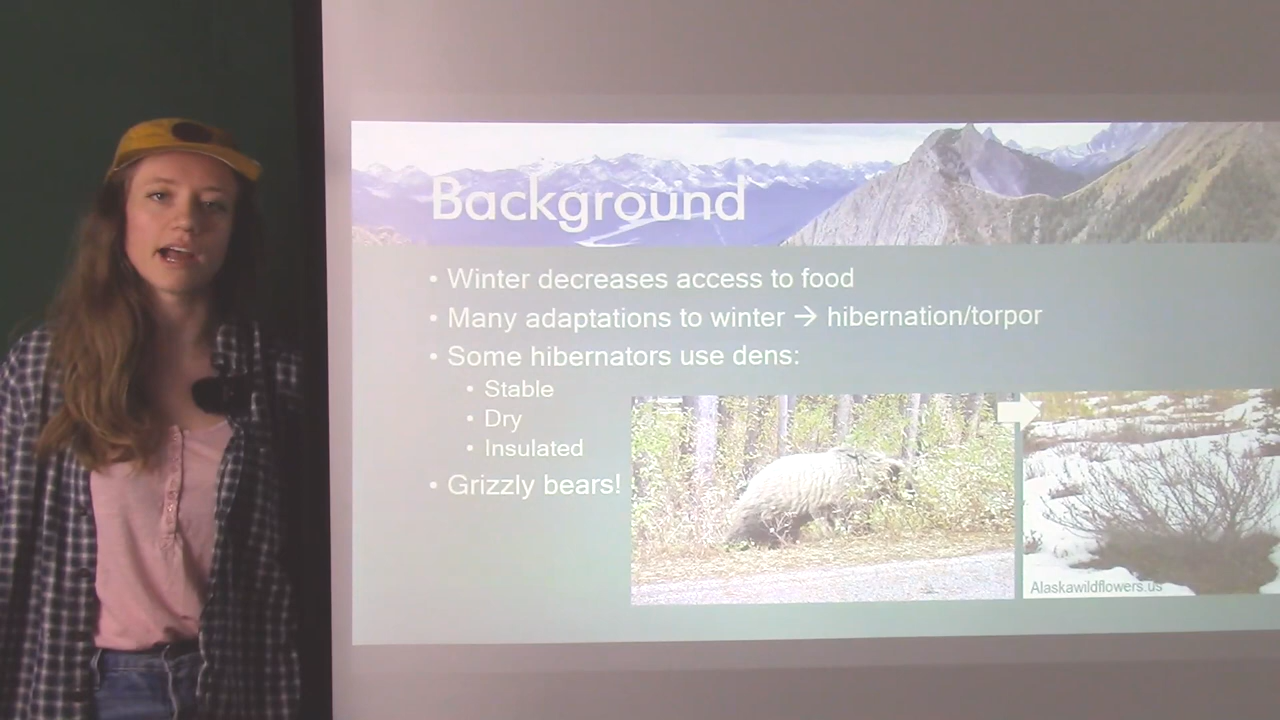 Background
• Winter decreases access to food
• Many adaptations to winter → hibernation/torpor
• Some hibernators use dens:
• Stable
• Dry
• Insulated
• Grizzly bears!
Alaskawildflowers.us